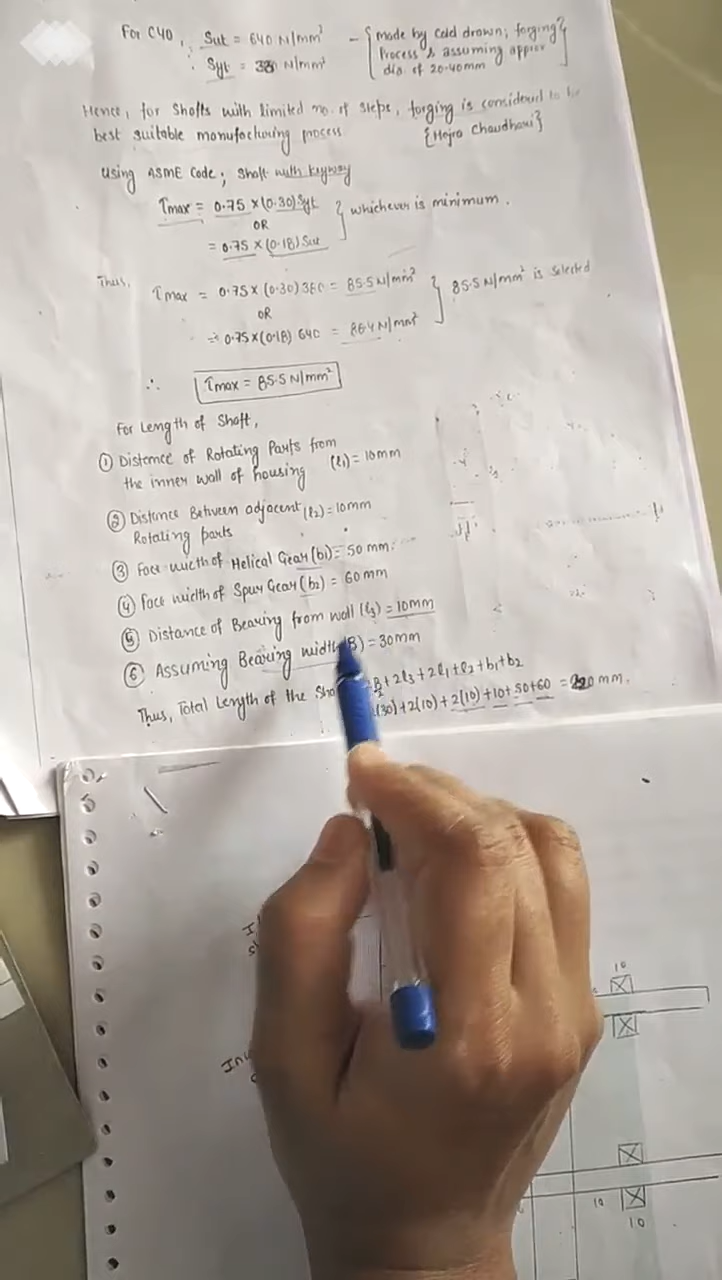 For C40, Sut = 640 N/mm² - {made by Cold drawn; forging
∴ Syt = 380 N/mm² Process & assuming approx
dia. of 20-40mm}
Hence, for Shafts with limited no. of Steps, forging is considered to be
best suitable manufacturing process {Hajra Choudhari}
Using ASME Code; Shaft with keyway
τmax = 0.75 × (0.30) Syt } whichever is minimum.
OR
= 0.75 × (0.18) Sut
Thus, τmax = 0.75 × (0.30) 380 = 85.5 N/mm² } 85.5 N/mm² is Selected
OR
= 0.75 × (0.18) 640 = 86.4 N/mm²
∴ τmax = 85.5 N/mm²
For Length of Shaft,
① Distance of Rotating Parts from
the inner wall of housing (l₁) = 10mm
② Distance Between adjacent (l₂) = 10mm
Rotating parts
③ Face width of Helical Gear (b₁) = 50 mm.
④ Face width of Spur Gear (b₂) = 60 mm
⑤ Distance of Bearing from wall (l₃) = 10mm
⑥ Assuming Bearing width B) = 30mm
Thus, Total Length of the + 2l₃ + 2l₁ + l₂ + b₁ + b₂
(30) + 2(10) + 2(10) + 10 + 50 + 60 = 220 mm.
10
10
10